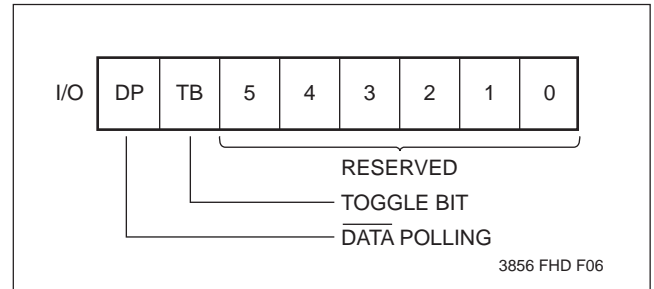 I/O DP TB 5 4 3 2 1 0
RESERVED
TOGGLE BIT
DATA POLLING
3856 FHD F06